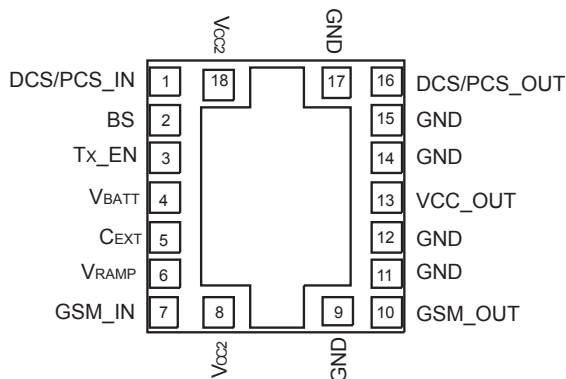 VCC2
GND
DCS/PCS_IN 1 18 17 16 DCS/PCS_OUT
BS 2 15 GND
TX_EN 3 14 GND
VBATT 4 13 VCC_OUT
CEXT 5 12 GND
VRAMP 6 11 GND
GSM_IN 7 8 9 10 GSM_OUT
VCC2
GND